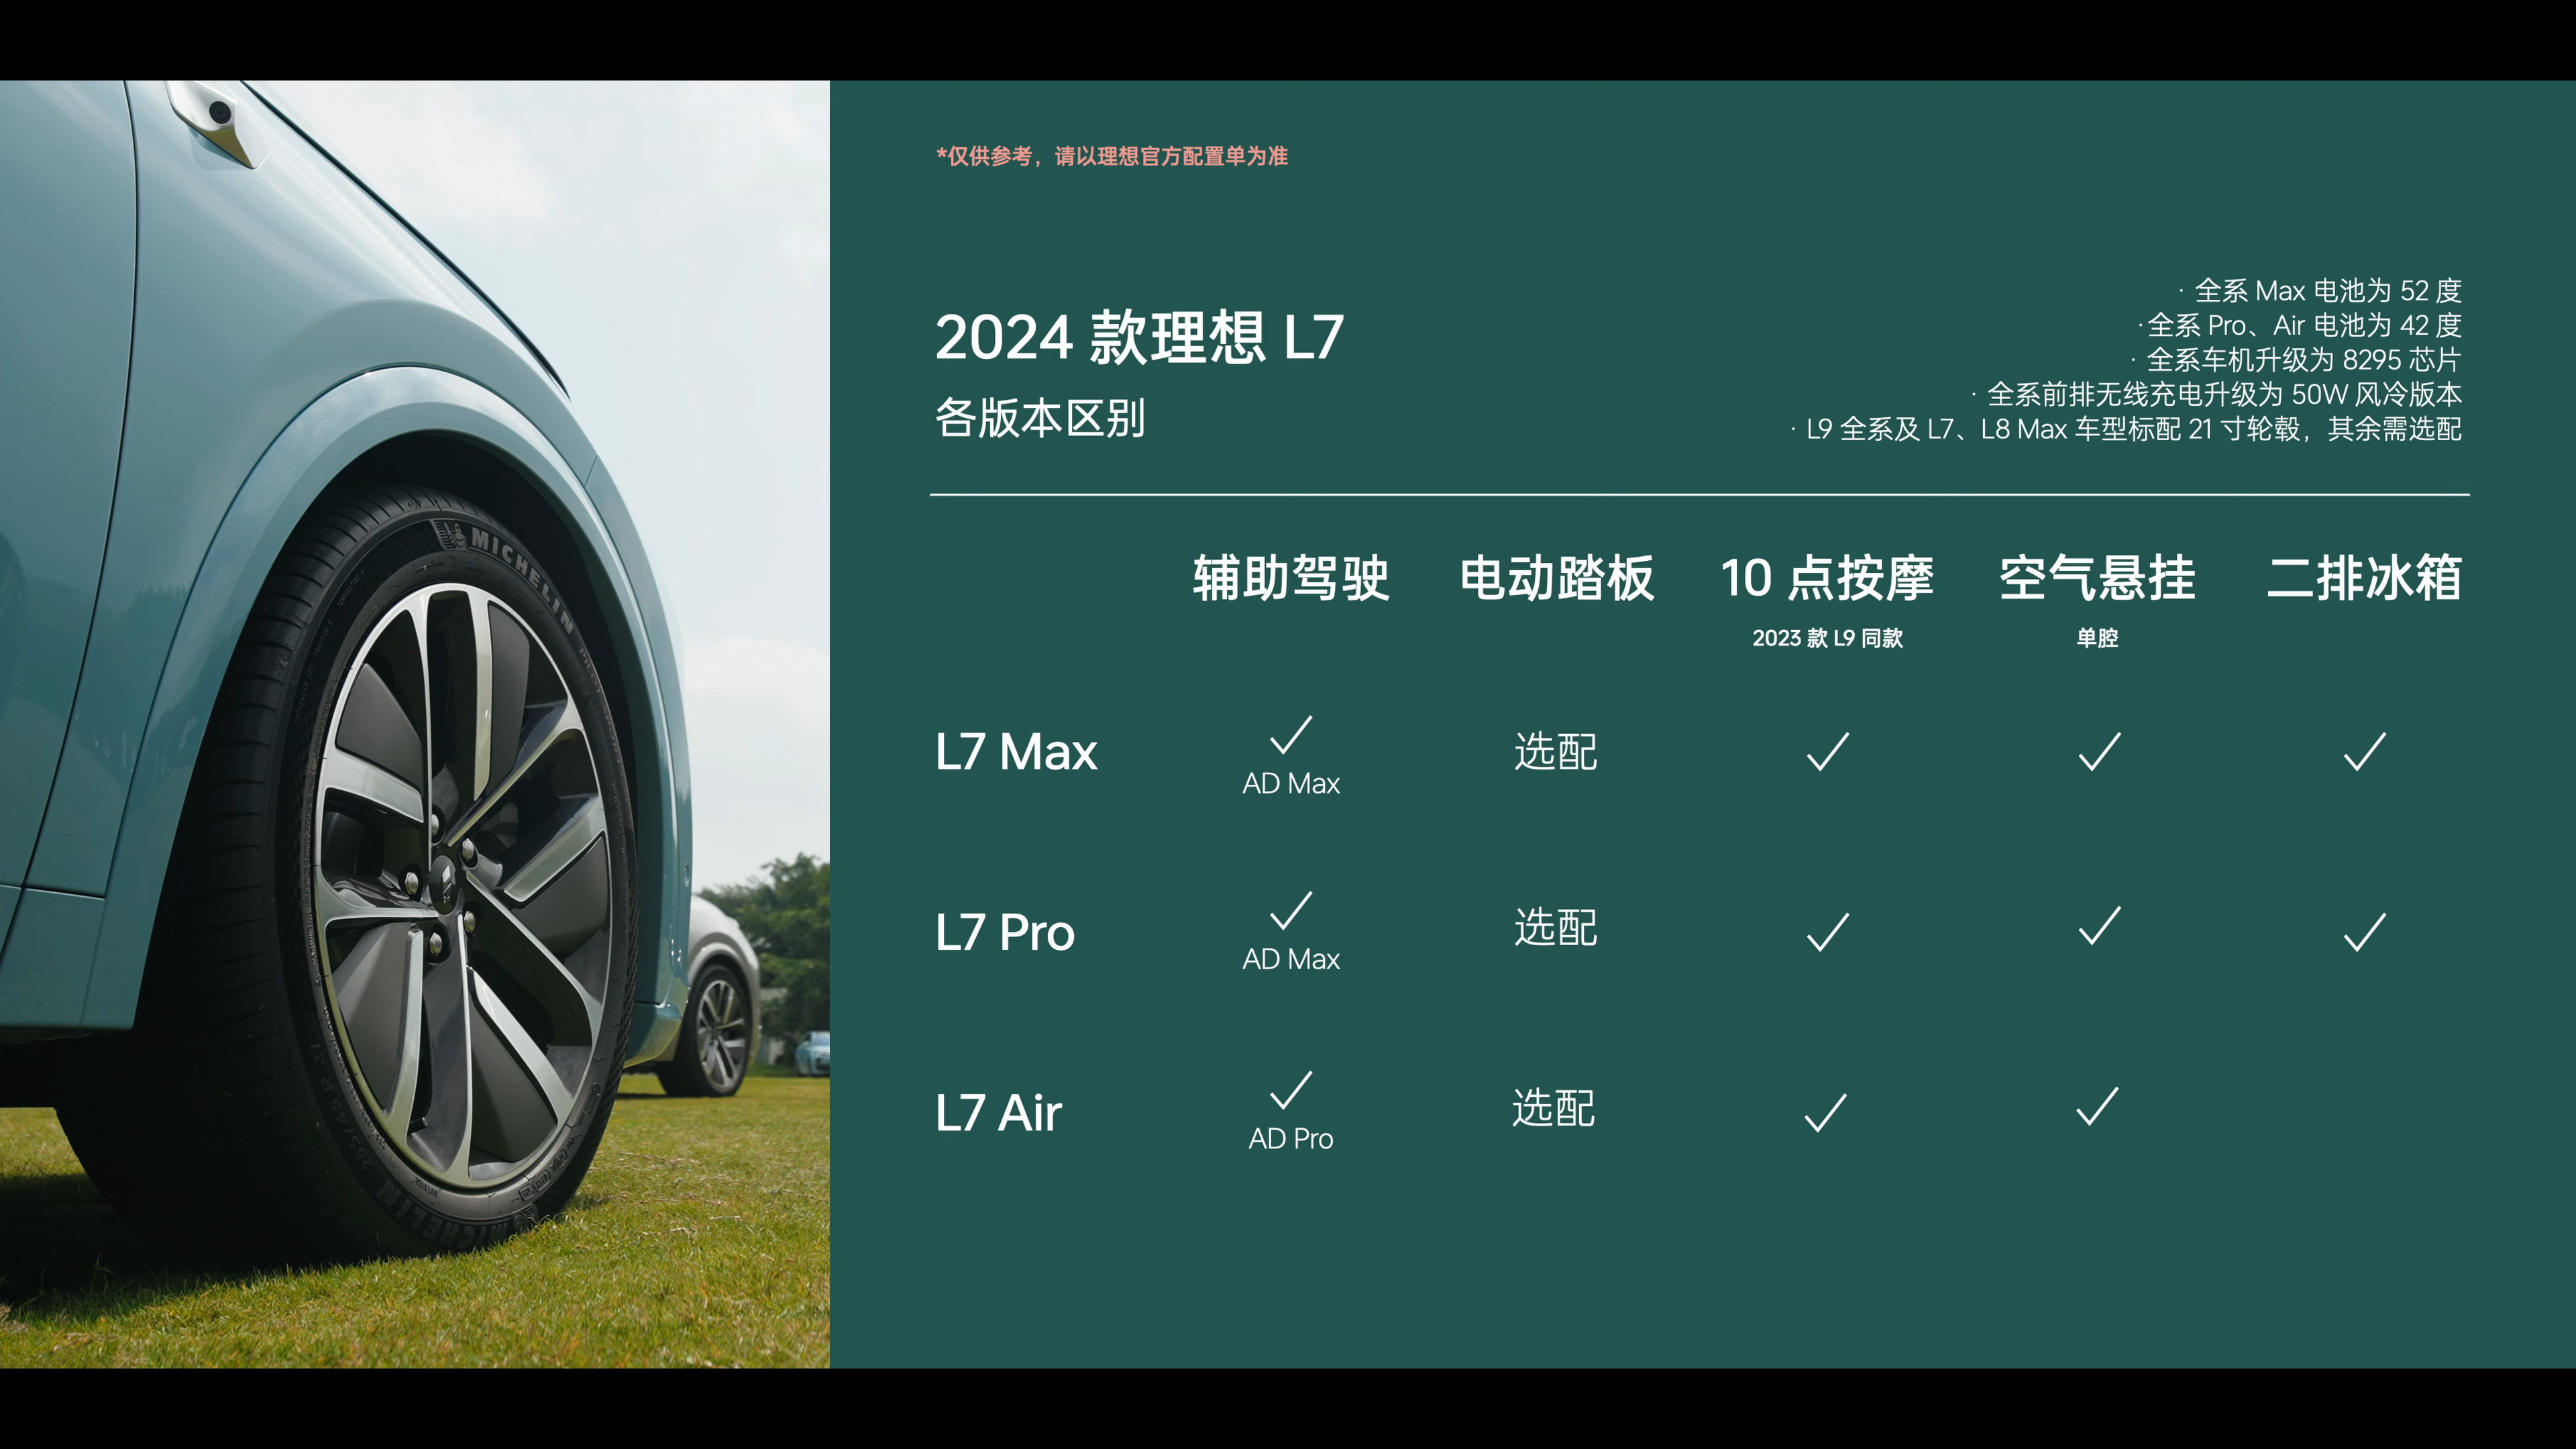 *仅供参考，请以理想官方配置单为准
2024 款理想 L7
各版本区别
· 全系 Max 电池为 52 度
· 全系 Pro、Air 电池为 42 度
· 全系车机升级为 8295 芯片
· 全系前排无线充电升级为 50W 风冷版本
· L9 全系及 L7、L8 Max 车型标配 21 寸轮毂，其余需选配
辅助驾驶 电动踏板 10 点按摩 空气悬挂 二排冰箱
2023 款 L9 同款 单腔
L7 Max ✓ 选配 ✓ ✓ ✓
AD Max
L7 Pro ✓ 选配 ✓ ✓ ✓
AD Max
L7 Air ✓ 选配 ✓ ✓
AD Pro
MICHELIN
PILOT SPORT
265/45 R 21
MICHELIN